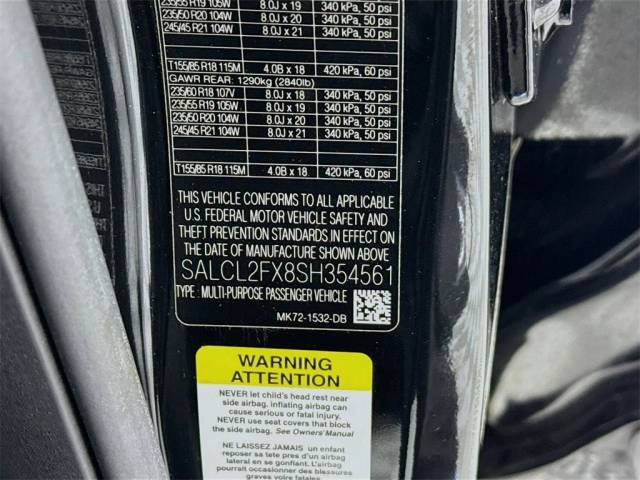 235/55 R19 105W 8.0J x 19 340 kPa, 50 psi
235/50 R20 104W 8.0J x 20 340 kPa, 50 psi
245/45 R21 104W 8.0J x 21 340 kPa, 50 psi
T155/85 R18 115M 4.0B x 18 420 kPa, 60 psi
GAWR REAR: 1290kg (2840lb)
235/60 R18 107V 8.0J x 18 340 kPa, 50 psi
235/55 R19 105W 8.0J x 19 340 kPa, 50 psi
235/50 R20 104W 8.0J x 20 340 kPa, 50 psi
245/45 R21 104W 8.0J x 21 340 kPa, 50 psi
T155/85 R18 115M 4.0B x 18 420 kPa, 60 psi
THIS VEHICLE CONFORMS TO ALL APPLICABLE
U.S. FEDERAL MOTOR VEHICLE SAFETY AND
THEFT PREVENTION STANDARDS IN EFFECT ON
THE DATE OF MANUFACTURE SHOWN ABOVE
SALCL2FX8SH354561
TYPE : MULTI-PURPOSE PASSENGER VEHICLE
MK72-1532-DB
WARNING
ATTENTION
NEVER let child's head rest near
side airbag, inflating airbag can
cause serious or fatal injury.
NEVER use seat covers that block
the side airbag. See Owners' Manual
NE LAISSEZ JAMAIS un enfant
reposer sa tete pres d'un airbag
lateral en se gonflant. L'airbag
pourrait occasionner des blessures